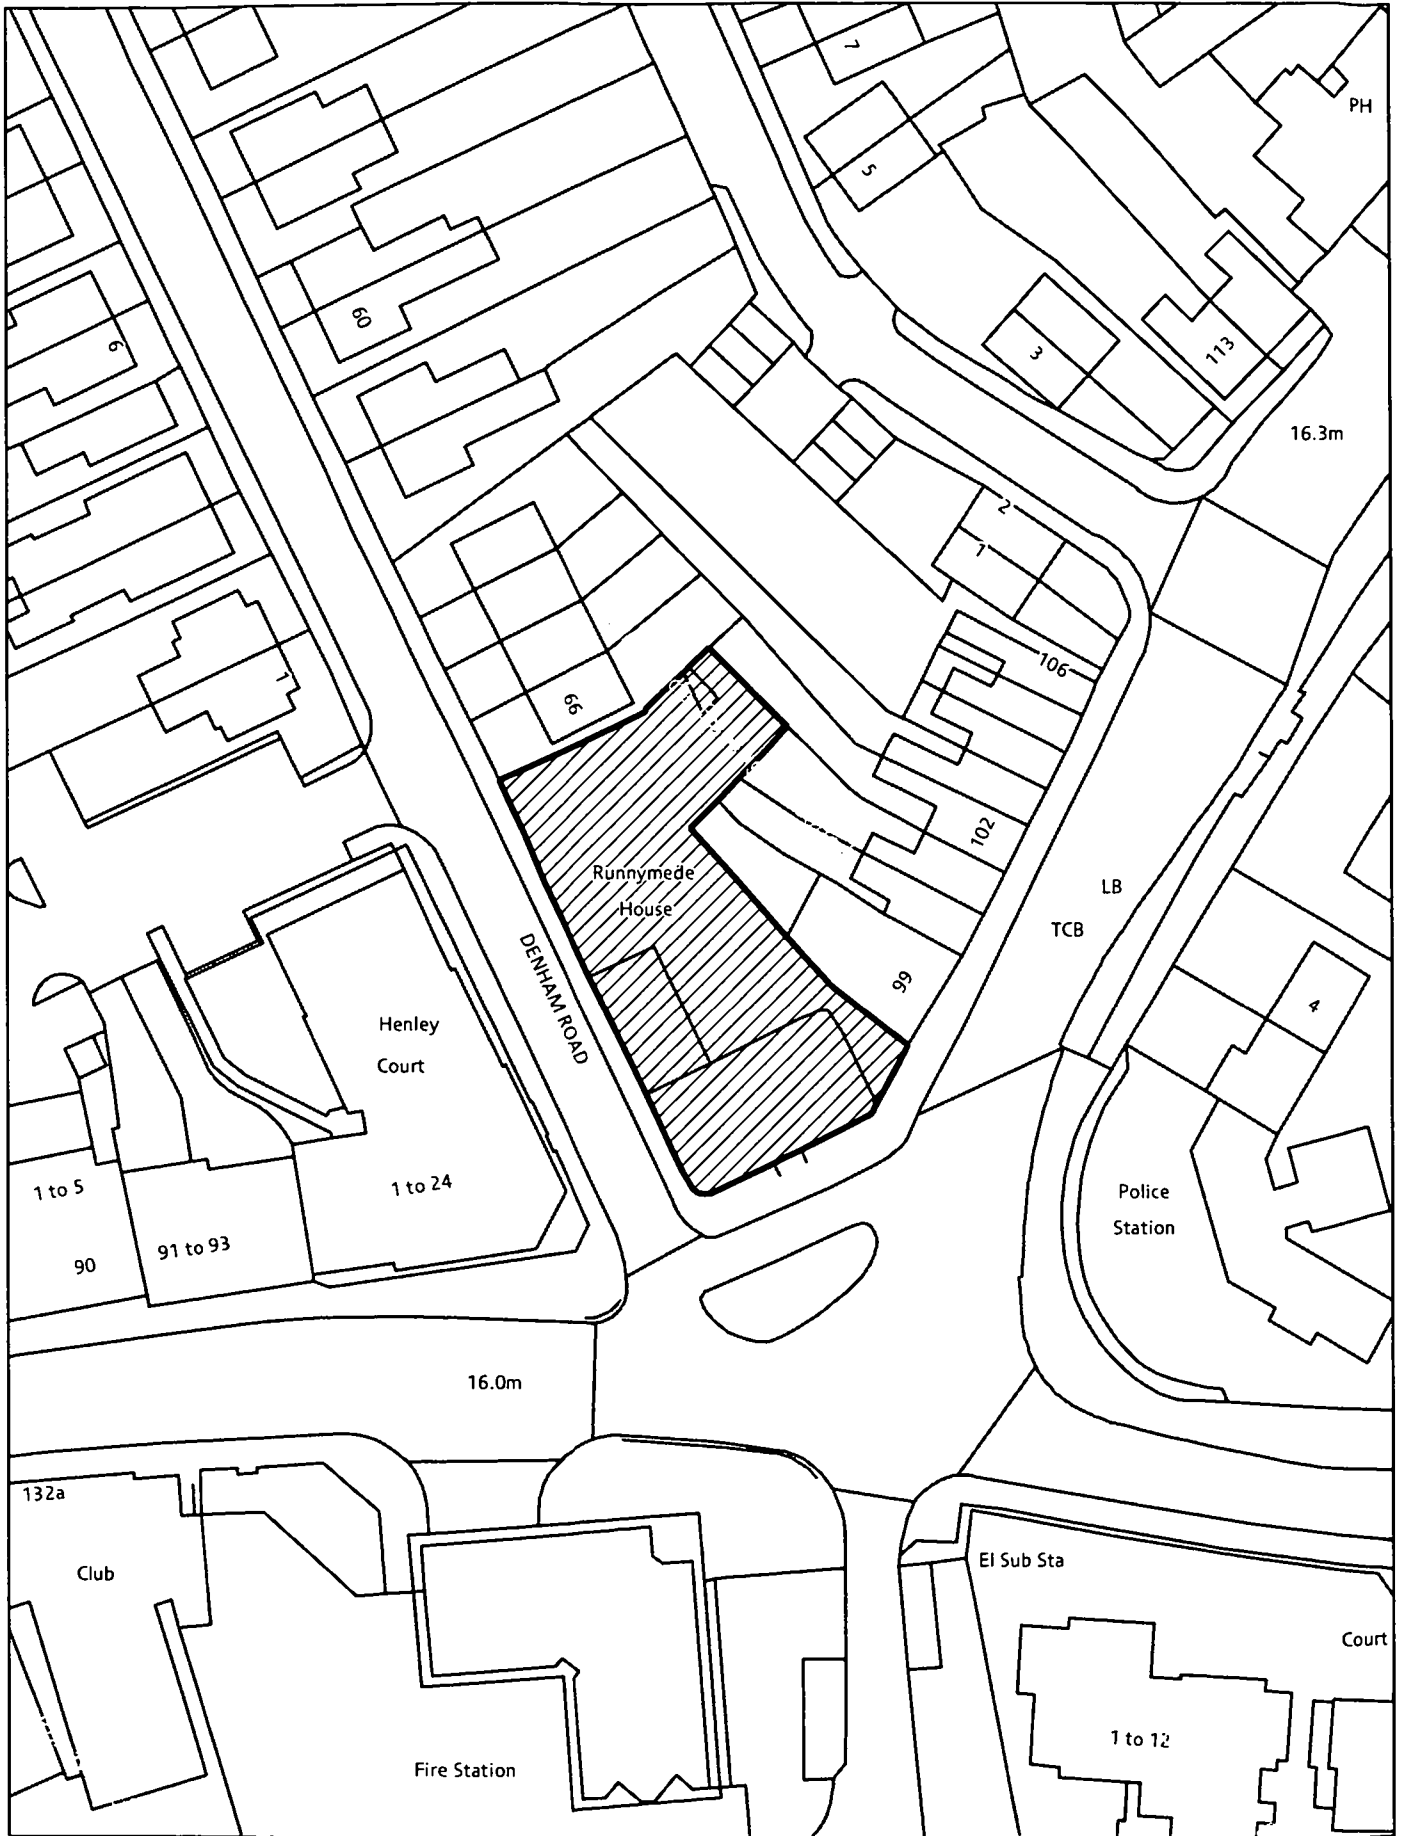 7
PH
5
60
6
3
113
16.3m
2
1
106
66
1
102
Runnymede
House
LB
TCB
99
DENHAM ROAD
4
Henley
Court
1 to 5
1 to 24
Police
Station
91 to 93
90
16.0m
132a
Club
El Sub Sta
Court
1 to 12
Fire Station